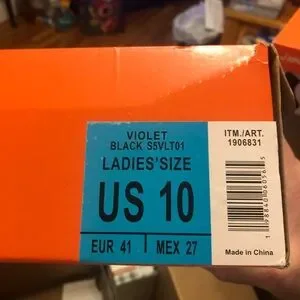 VIOLET
BLACK S5VLT01
LADIES' SIZE
US 10
EUR 41 | MEX 27
ITM./ART.
1906831
Made in China